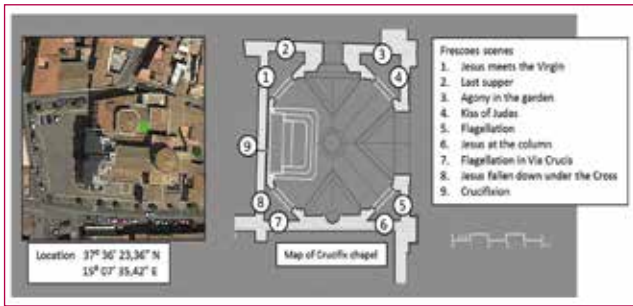 Location 37º 36' 23,36" N
15º 07' 35,42" E
1
2
3
4
5
6
7
8
9
Map of Crucifix chapel
Frescoes scenes
1. Jesus meets the Virgin
2. Last supper
3. Agony in the garden
4. Kiss of Judas
5. Flagellation
6. Jesus at the column
7. Flagellation in Via Crucis
8. Jesus fallen down under the Cross
9. Crucifixion